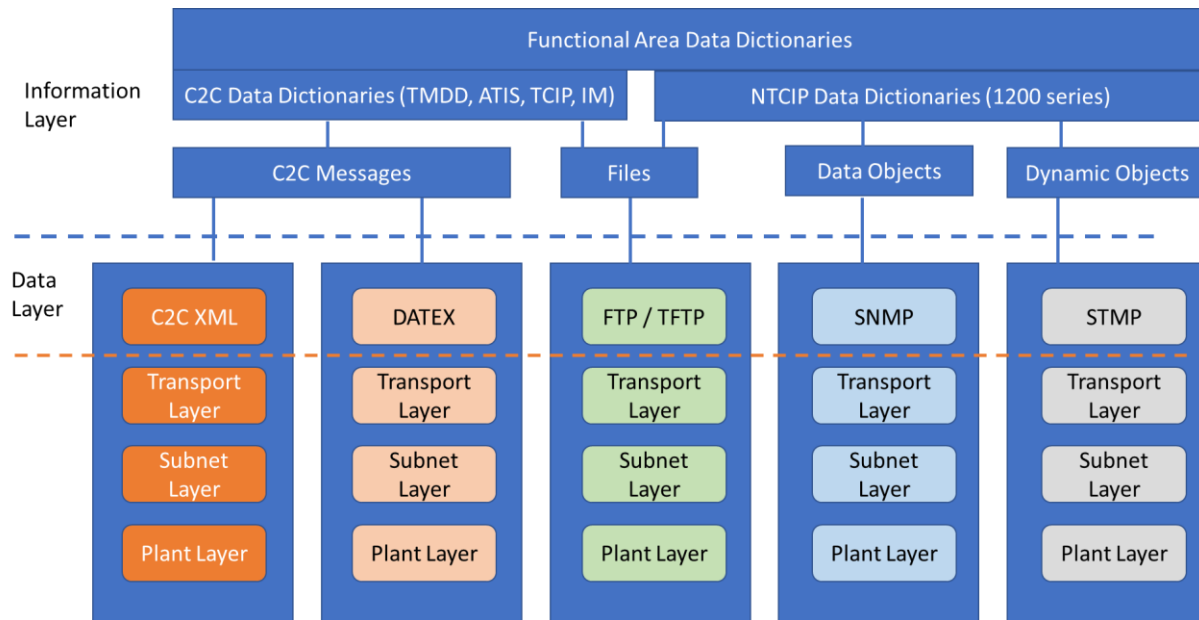 Functional Area Data Dictionaries
Information
Layer
C2C Data Dictionaries (TMDD, ATIS, TCIP, IM)
NTCIP Data Dictionaries (1200 series)
C2C Messages
Files
Data Objects
Dynamic Objects
Data
Layer
C2C XML
DATEX
FTP / TFTP
SNMP
STMP
Transport
Layer
Transport
Layer
Transport
Layer
Transport
Layer
Transport
Layer
Subnet
Layer
Subnet
Layer
Subnet
Layer
Subnet
Layer
Subnet
Layer
Plant Layer
Plant Layer
Plant Layer
Plant Layer
Plant Layer